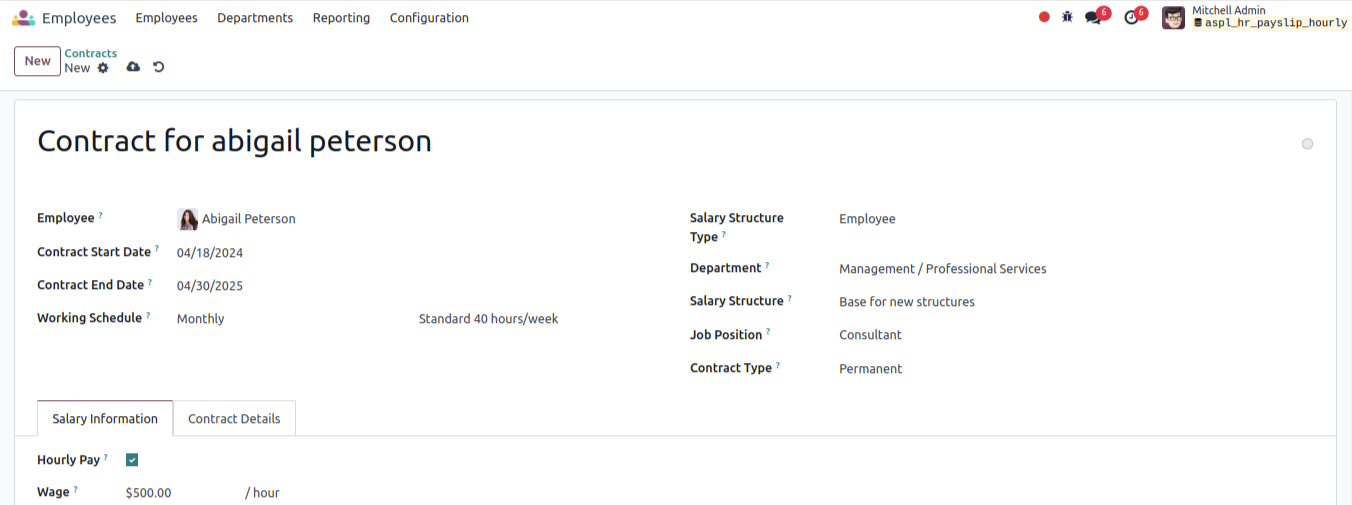 Employees Employees Departments Reporting Configuration 6 6 Mitchell Admin
aspl_hr_payslip_hourly
New Contracts
New
Contract for abigail peterson
Employee ? Abigail Peterson
Contract Start Date ? 04/18/2024
Contract End Date ? 04/30/2025
Working Schedule ? Monthly Standard 40 hours/week
Salary Structure
Type ? Employee
Department ? Management / Professional Services
Salary Structure ? Base for new structures
Job Position ? Consultant
Contract Type ? Permanent
Salary Information Contract Details
Hourly Pay ?
Wage ? $500.00 / hour